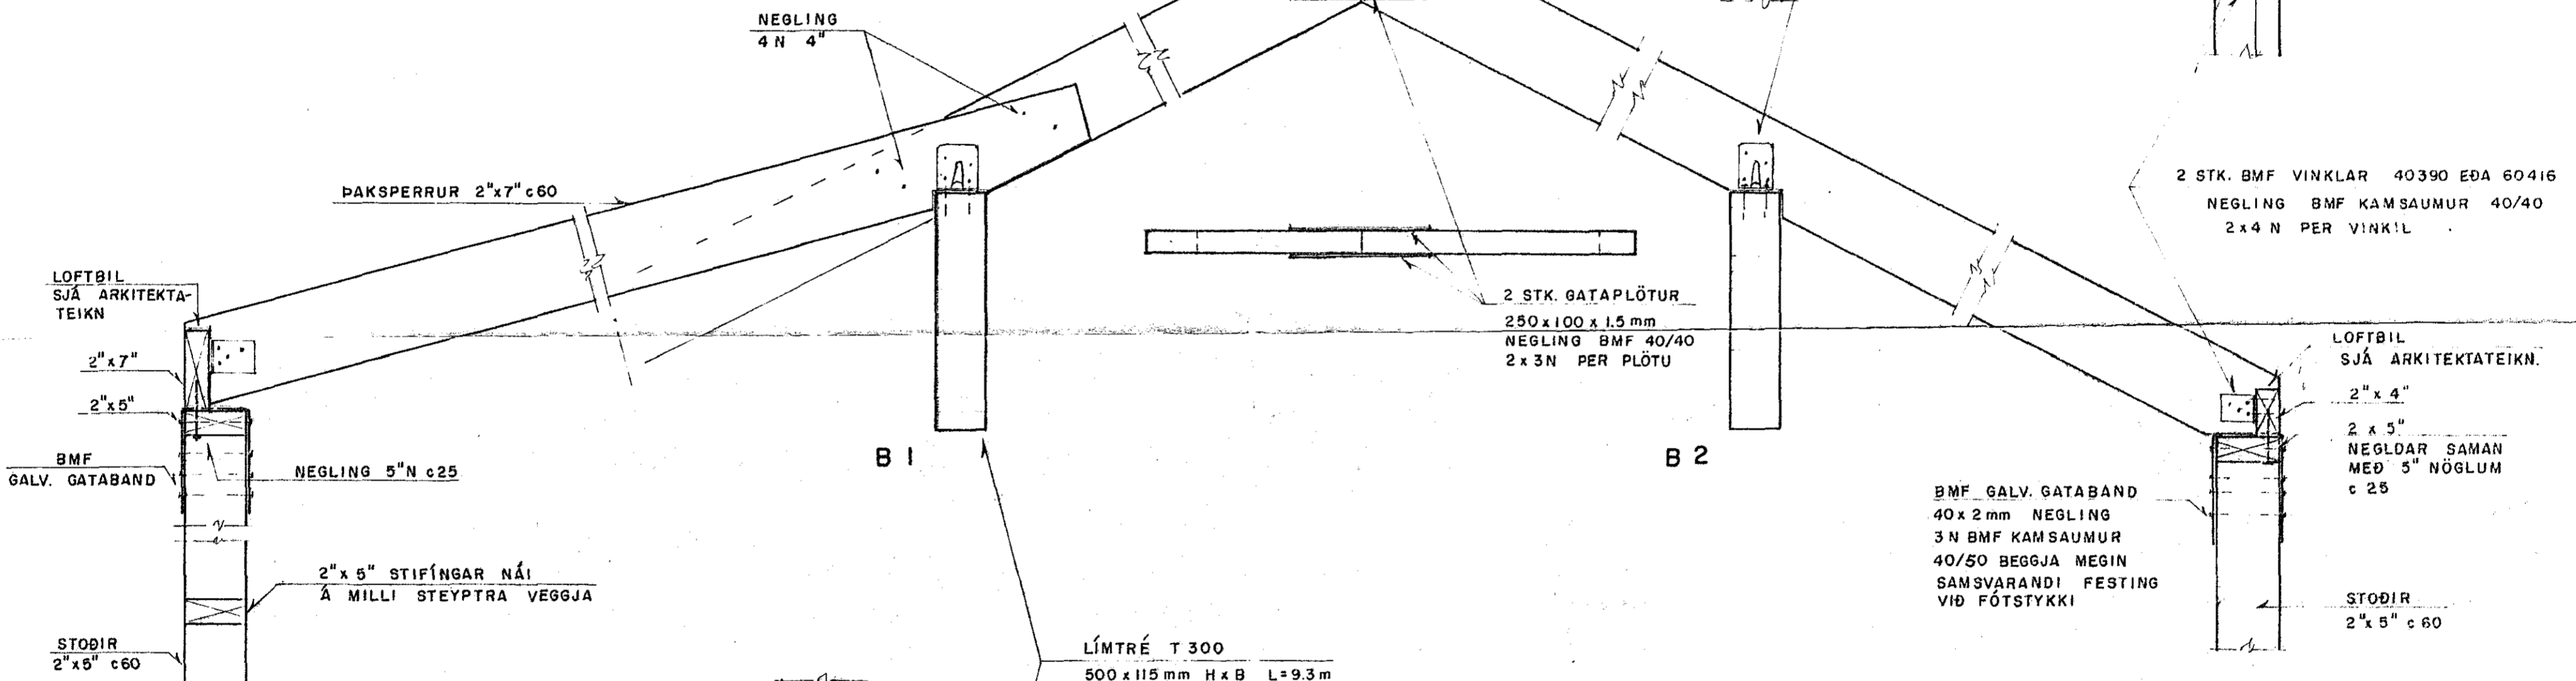 NEGLING
4 N 4"
ÞAKSPERRUR 2"x7" c60
LOFTBIL
SJÁ ARKITEKTA-
TEIKN
2"x7"
2"x5"
BMF
GALV. GATABAND
NEGLING 5"N c25
2"x 5" STIFÍNGAR NÁI
Á MILLI STEYPTRA VEGGJA
STOÐIR
2"x5" c60
B 1
LÍMTRÉ T 300
500 x 115 mm H x B L=9.3 m
2 STK. GATAPLÖTUR
250 x 100 x 1.5 mm
NEGLING BMF 40/40
2 x 3N PER PLÖTU
B 2
2 STK. BMF VINKLAR 40390 EÐA 60416
NEGLING BMF KAMSAUMUR 40/40
2 x 4 N PER VINKIL
LOFTBIL
SJÁ ARKITEKTATEIKN.
2"x 4"
2 x 5"
NEGLDAR SAMAN
MEÐ 5" NÖGLUM
c 25
BMF GALV. GATABAND
40 x 2 mm NEGLING
3 N BMF KAMSAUMUR
40/50 BEGGJA MEGIN
SAMSVARANDI FESTING
VIÐ FÓTSTYKKI
STOÐIR
2"x 5" c 60